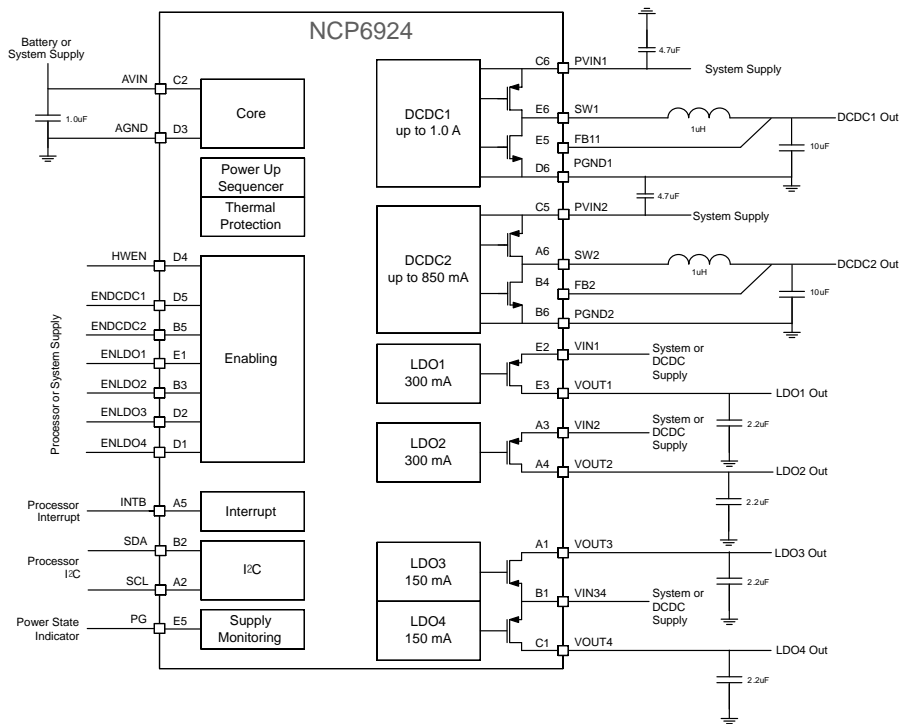 NCP6924
Battery or
System Supply
AVIN
C2
1.0uF
AGND
D3
Core
Power Up
Sequencer
Thermal
Protection
HWEN
D4
ENDCDC1
D5
ENDCDC2
B5
ENLDO1
E1
ENLDO2
B3
ENLDO3
D2
ENLDO4
D1
Processor or System Supply
Enabling
Processor
Interrupt
INTB
A5
Interrupt
Processor
I²C
SDA
B2
SCL
A2
I²C
Power State
Indicator
PG
E5
Supply
Monitoring
DCDC1
up to 1.0 A
C6
PVIN1
4.7uF
System Supply
E6
SW1
1uH
DCDC1 Out
E5
FB11
10uF
D6
PGND1
DCDC2
up to 850 mA
C5
PVIN2
4.7uF
System Supply
A6
SW2
1uH
DCDC2 Out
B4
FB2
10uF
B6
PGND2
LDO1
300 mA
E2
VIN1
System or
DCDC
Supply
E3
VOUT1
LDO1 Out
2.2uF
LDO2
300 mA
A3
VIN2
System or
DCDC
Supply
A4
VOUT2
LDO2 Out
2.2uF
LDO3
150 mA
A1
VOUT3
LDO3 Out
2.2uF
B1
VIN34
System or
DCDC
Supply
LDO4
150 mA
C1
VOUT4
LDO4 Out
2.2uF